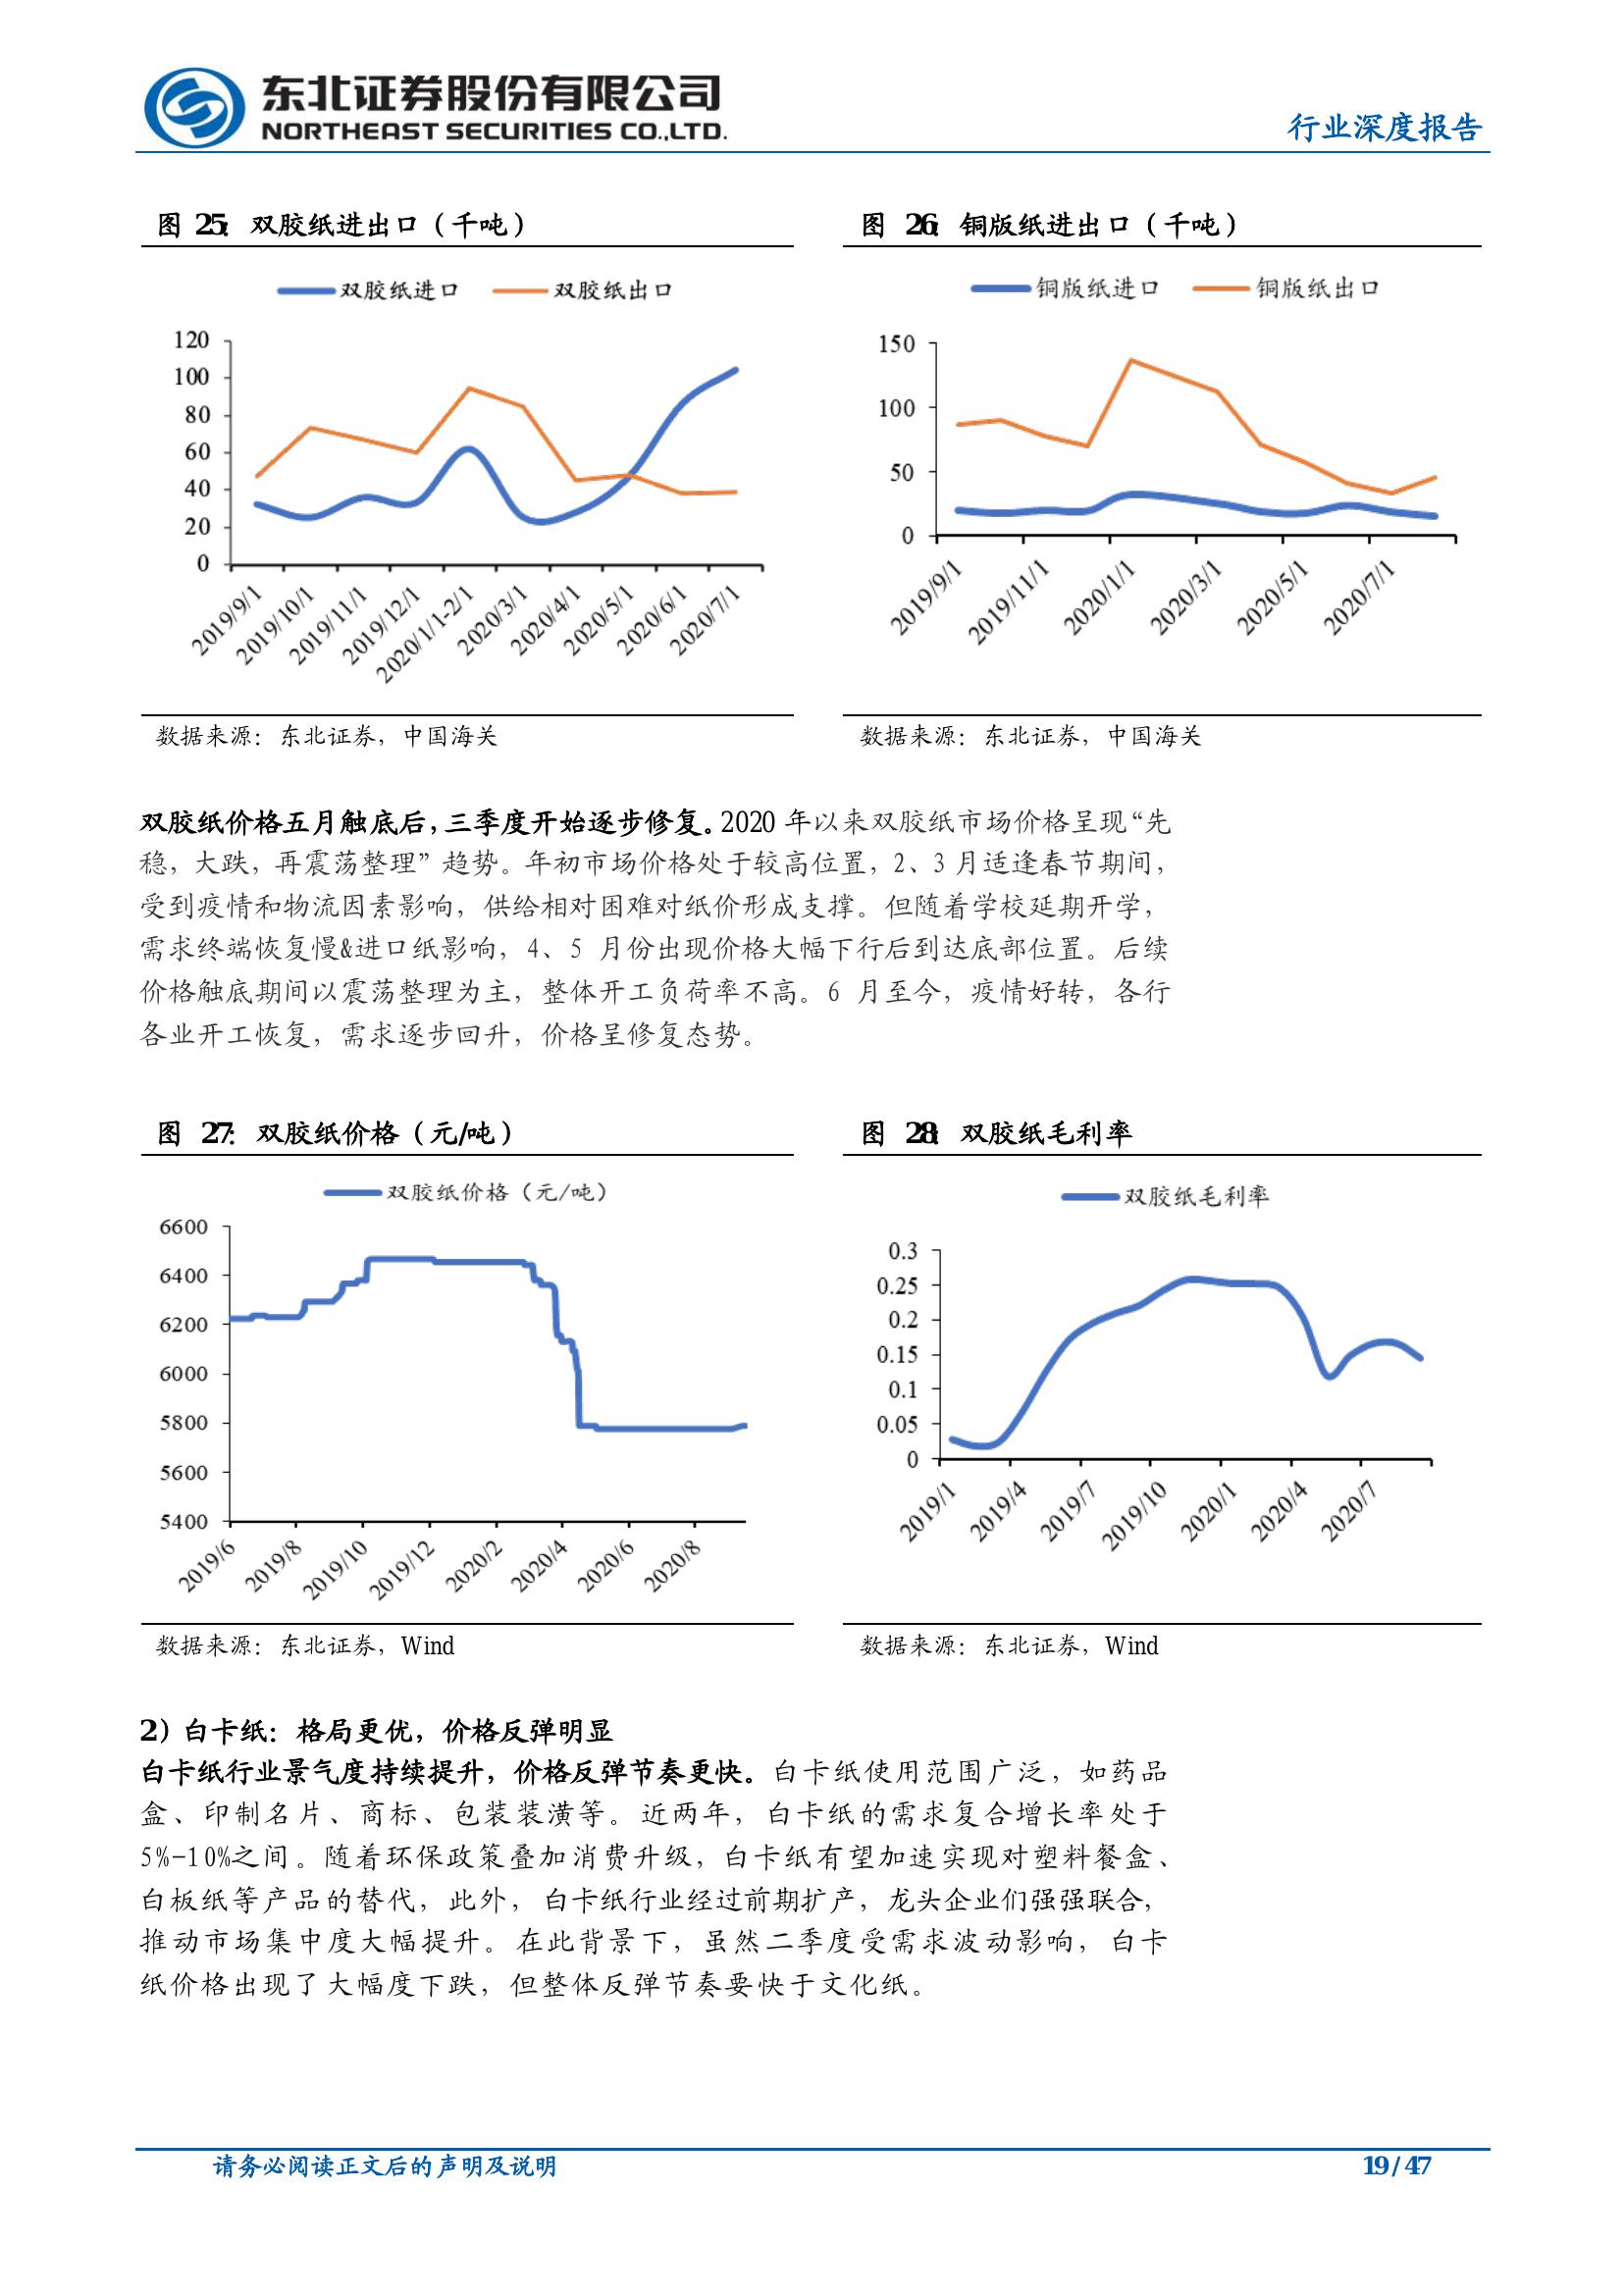 东北证券股份有限公司
NORTHEAST SECURITIES CO.,LTD.
行业深度报告
图 25: 双胶纸进出口（千吨）
双胶纸进口 双胶纸出口
120
100
80
60
40
20
0
2019/9/1
2019/10/1
2019/11/1
2019/12/1
2020/1/1-2/1
2020/3/1
2020/4/1
2020/5/1
2020/6/1
2020/7/1
数据来源：东北证券，中国海关
图 26: 铜版纸进出口（千吨）
铜版纸进口 铜版纸出口
150
100
50
0
2019/9/1
2019/11/1
2020/1/1
2020/3/1
2020/5/1
2020/7/1
数据来源：东北证券，中国海关
双胶纸价格五月触底后，三季度开始逐步修复。2020 年以来双胶纸市场价格呈现“先
稳，大跌，再震荡整理”趋势。年初市场价格处于较高位置，2、3 月适逢春节期间，
受到疫情和物流因素影响，供给相对困难对纸价形成支撑。但随着学校延期开学，
需求终端恢复慢&进口纸影响，4、5 月份出现价格大幅下行后到达底部位置。后续
价格触底期间以震荡整理为主，整体开工负荷率不高。6 月至今，疫情好转，各行
各业开工恢复，需求逐步回升，价格呈修复态势。
图 27: 双胶纸价格（元/吨）
双胶纸价格（元/吨）
6600
6400
6200
6000
5800
5600
5400
2019/6
2019/8
2019/10
2019/12
2020/2
2020/4
2020/6
2020/8
数据来源：东北证券，Wind
图 28: 双胶纸毛利率
双胶纸毛利率
0.3
0.25
0.2
0.15
0.1
0.05
0
2019/1
2019/4
2019/7
2019/10
2020/1
2020/4
2020/7
数据来源：东北证券，Wind
2）白卡纸：格局更优，价格反弹明显
白卡纸行业景气度持续提升，价格反弹节奏更快。白卡纸使用范围广泛，如药品
盒、印制名片、商标、包装装潢等。近两年，白卡纸的需求复合增长率处于
5%-10%之间。随着环保政策叠加消费升级，白卡纸有望加速实现对塑料餐盒、
白板纸等产品的替代，此外，白卡纸行业经过前期扩产，龙头企业们强强联合，
推动市场集中度大幅提升。在此背景下，虽然二季度受需求波动影响，白卡
纸价格出现了大幅度下跌，但整体反弹节奏要快于文化纸。
请务必阅读正文后的声明及说明
19 / 47